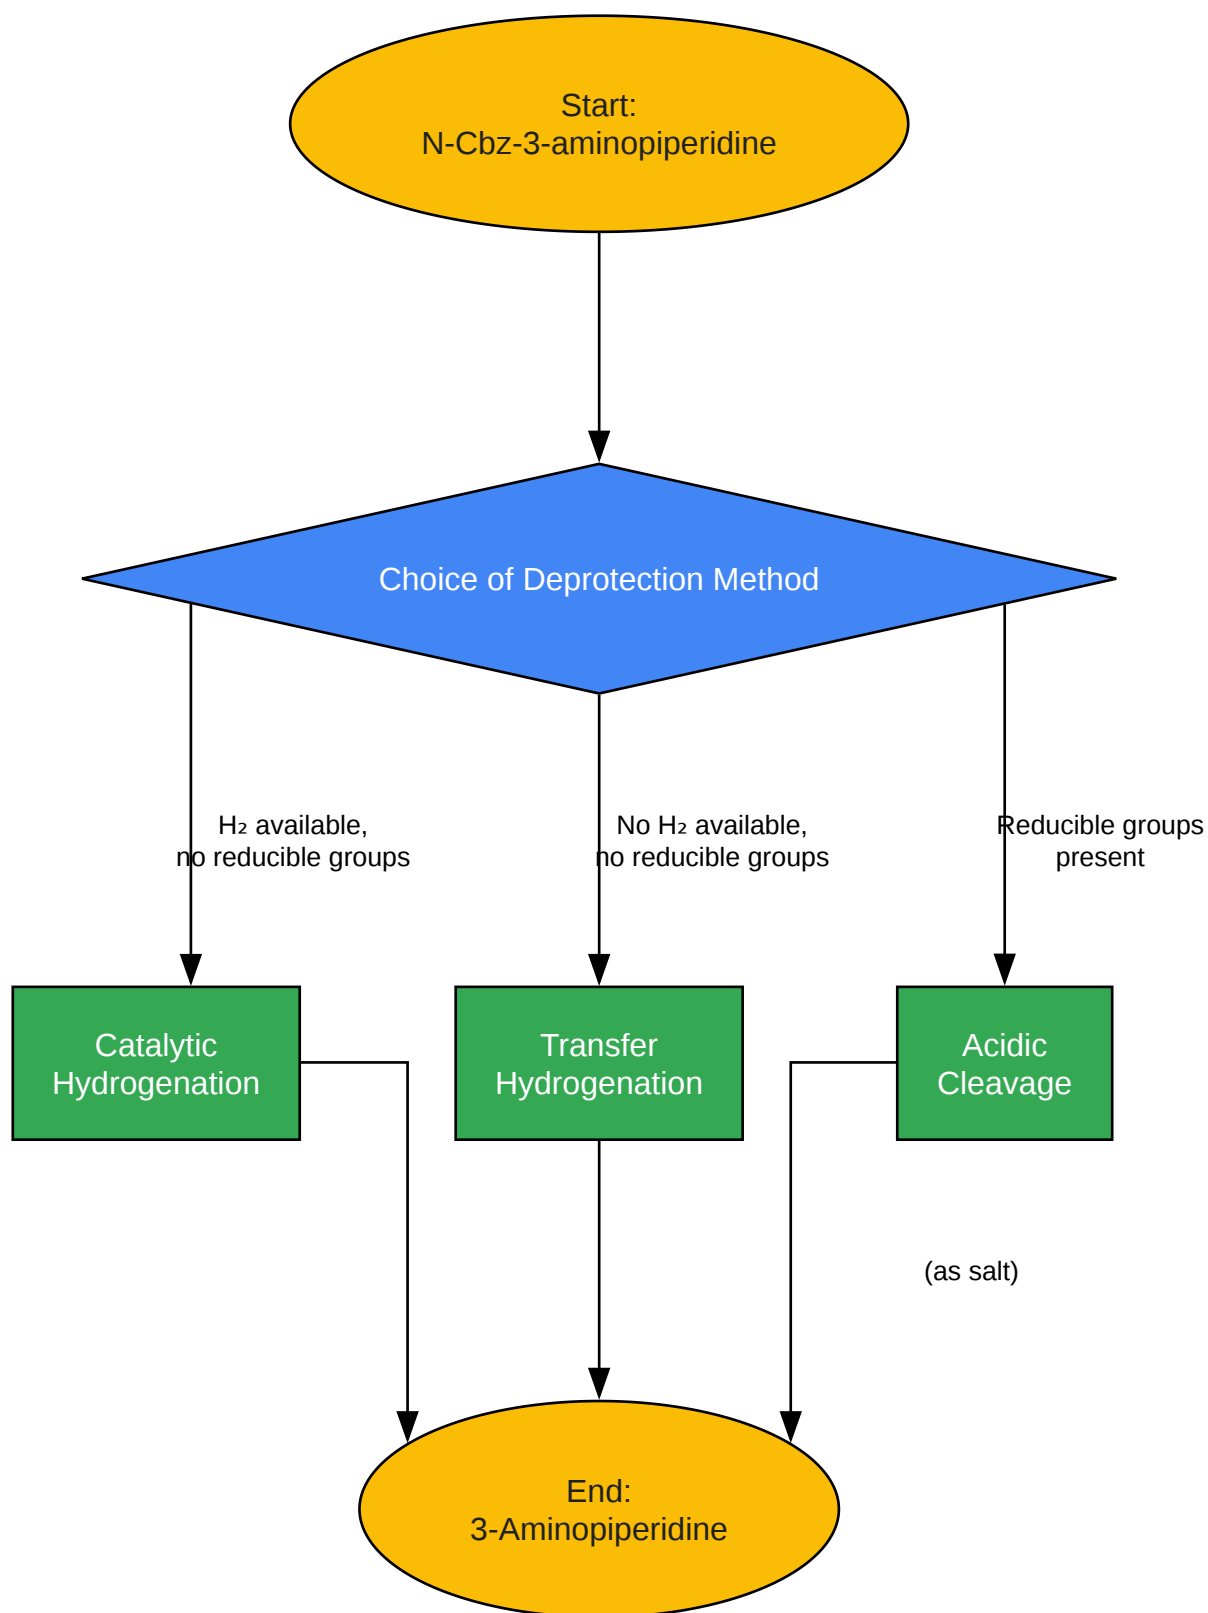 Start:
N-Cbz-3-aminopiperidine
Choice of Deprotection Method
H₂ available,
no reducible groups
No H₂ available,
no reducible groups
Reducible groups
present
Catalytic
Hydrogenation
Transfer
Hydrogenation
Acidic
Cleavage
(as salt)
End:
3-Aminopiperidine